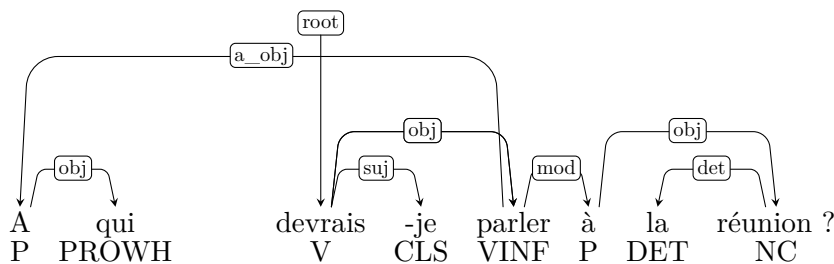 root
a_obj
obj obj
obj suj mod det
A qui devrais -je parler à la réunion ?
P PROWH V CLS VINF P DET NC